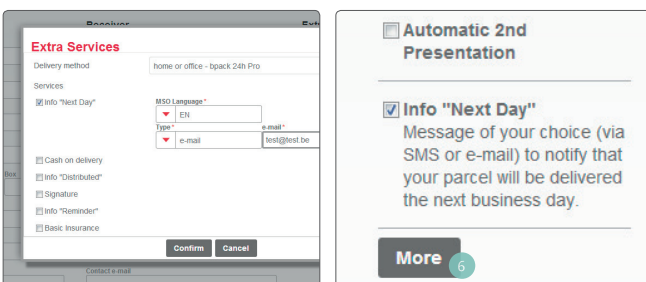 Receiver
Extra Services
Delivery method
home or office - bpack 24h Pro
Services
Info "Next Day"
MSO Language*
EN
Type*
e-mail*
e-mail
test@test.be
Cash on delivery
Info "Distributed"
Box
Signature
Info "Reminder"
Basic Insurance
Confirm
Cancel
Contact e-mail
Automatic 2nd
Presentation
Info "Next Day"
Message of your choice (via
SMS or e-mail) to notify that
your parcel will be delivered
the next business day.
More
6